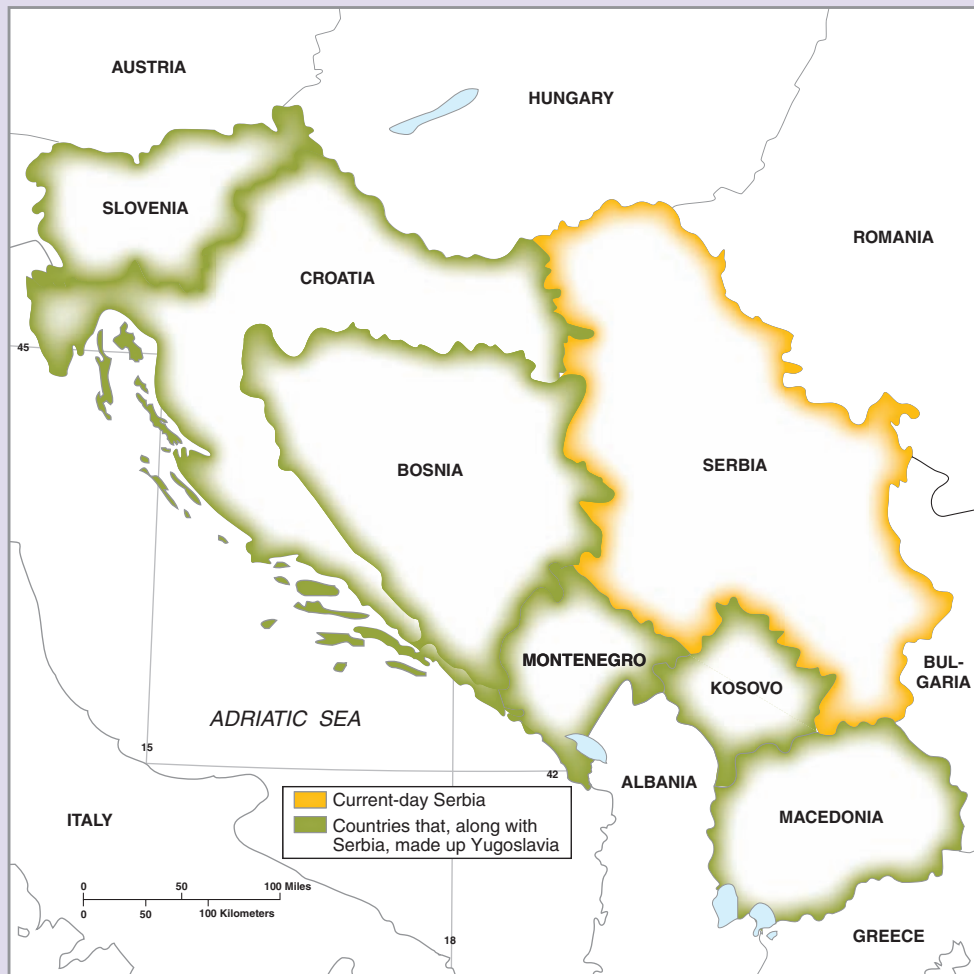 AUSTRIA
HUNGARY
SLOVENIA
ROMANIA
CROATIA
45
BOSNIA
SERBIA
MONTENEGRO
BUL-
GARIA
KOSOVO
ADRIATIC SEA
15
42
ALBANIA
Current-day Serbia
Countries that, along with
Serbia, made up Yugoslavia
ITALY
MACEDONIA
0 50 100 Miles
0 50 100 Kilometers
18
GREECE